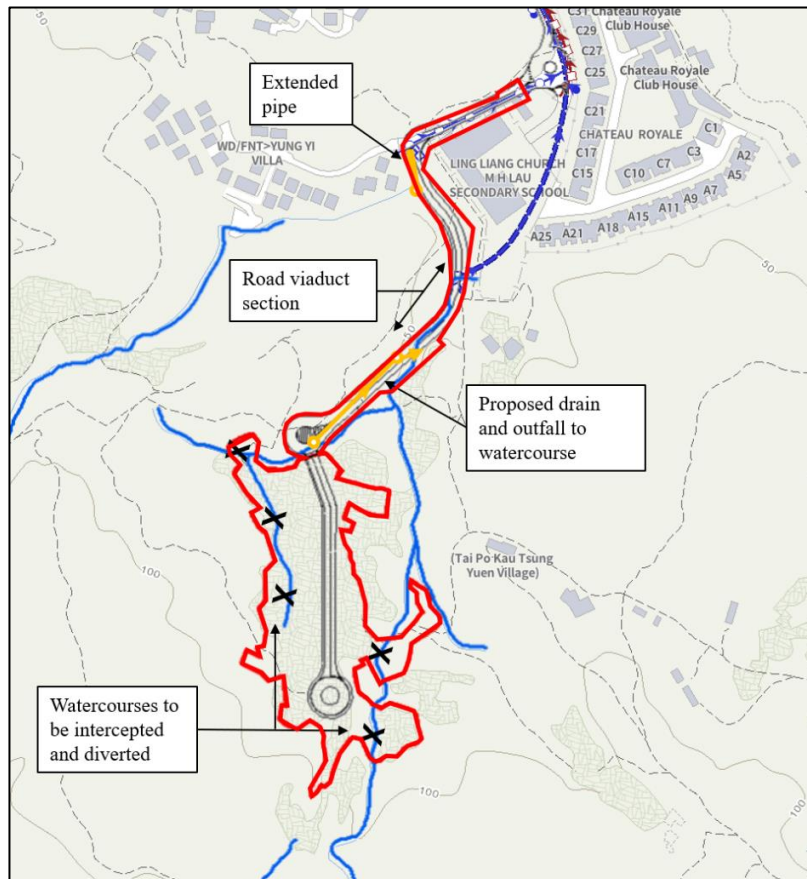 50
C31 Chateau Royale
Club House
C29
C27
C25
Chateau Royale
Club House
Extended
pipe
C21
CHATEAU ROYALE
C1
WD/FNT>YUNG YI
VILLA
LING LIANG CHURCH
M H LAU
SECONDARY SCHOOL
C17
C15
C10
C7
C3
A2
A5
A7
A9
A11
A15
A18
A21
A25
50
Road viaduct
section
50
Proposed drain
and outfall to
watercourse
100
(Tai Po Kau Tsung
Yuen Village)
Watercourses to
be intercepted
and diverted
100
100